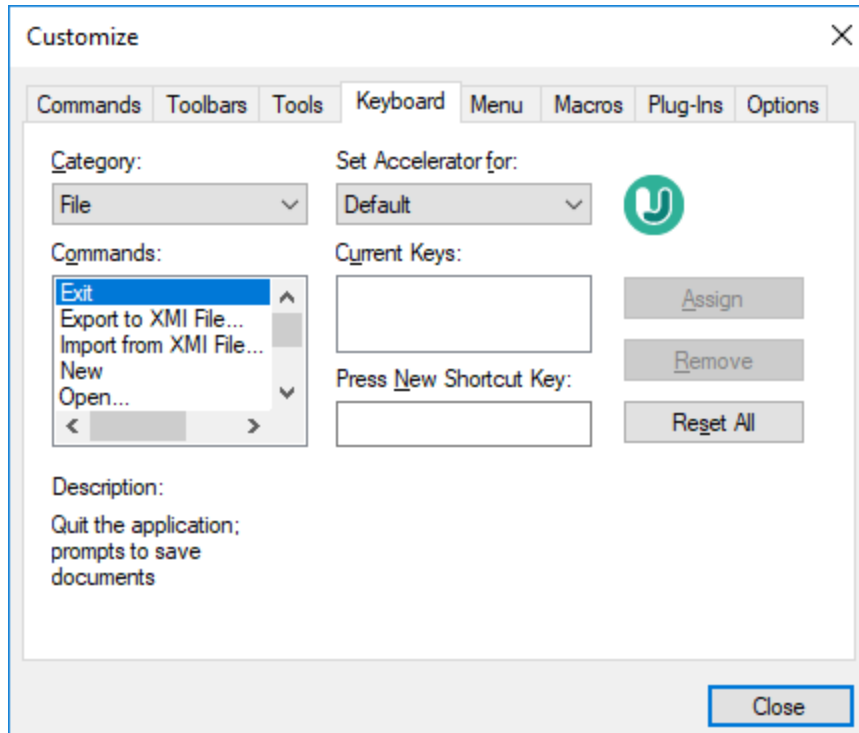 Customize
Commands Toolbars Tools Keyboard Menu Macros Plug-Ins Options
Category:
Set Accelerator for:
File
Default
Commands:
Current Keys:
Exit
Export to XMI File...
Import from XMI File...
New
Open...
Assign
Remove
Press New Shortcut Key:
Reset All
Description:
Quit the application;
prompts to save
documents
Close